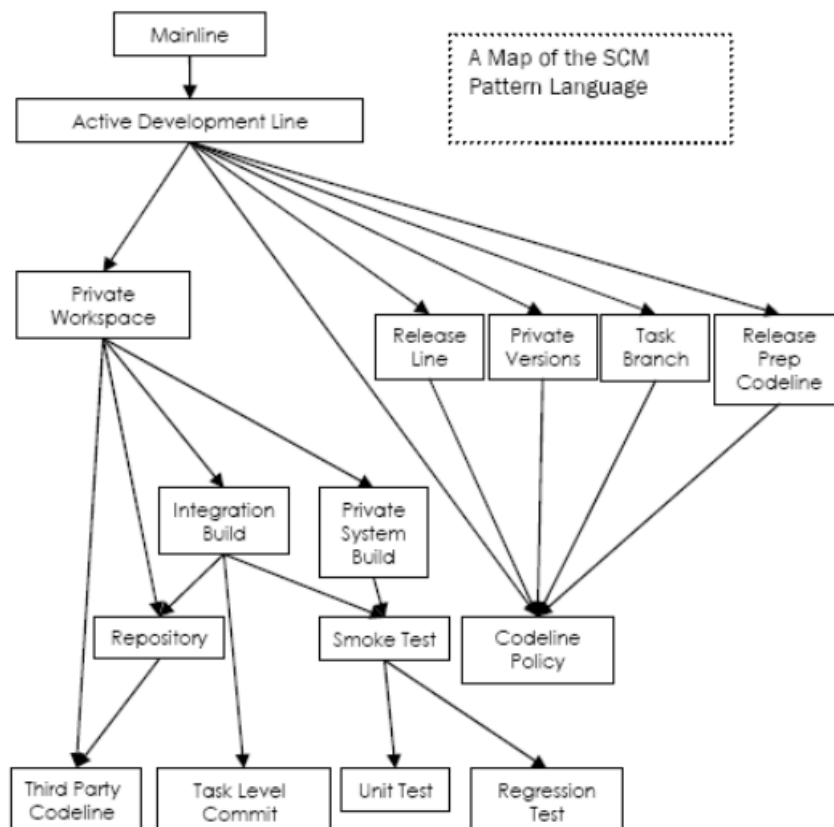 Mainline
A Map of the SCM
Pattern Language
Active Development Line
Private
Workspace
Release
Line
Private
Versions
Task
Branch
Release
Prep
Codeline
Integration
Build
Private
System
Build
Repository
Smoke Test
Codeline
Policy
Third Party
Codeline
Task Level
Commit
Unit Test
Regression
Test